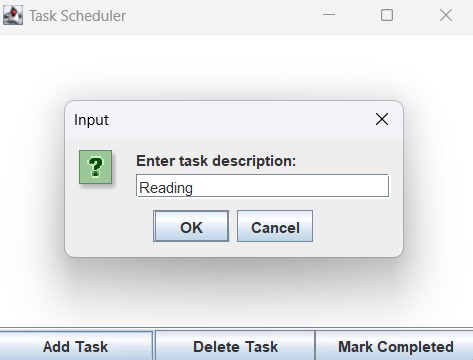 Task Scheduler
Input
?
Enter task description:
Reading
OK Cancel
Add Task Delete Task Mark Completed